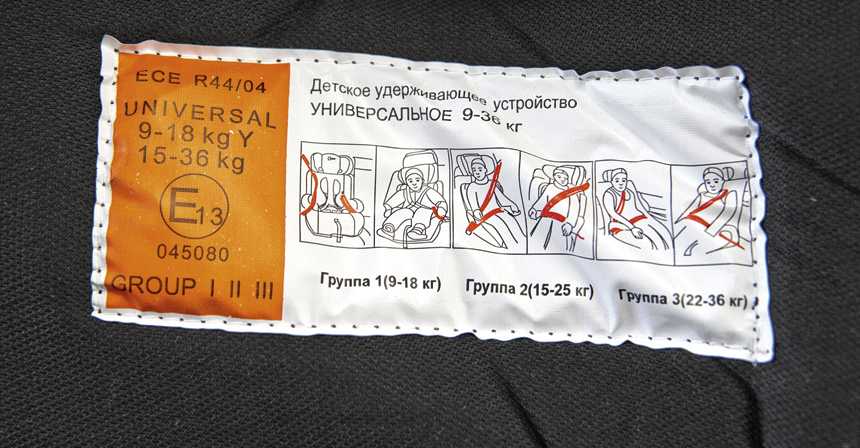 ECE R44/04
UNIVERSAL
9-18 kg Y
15-36 kg
E13
045080
GROUP I II III
Детское удерживающее устройство
УНИВЕРСАЛЬНОЕ 9-36 кг
Группа 1(9-18 кг)
Группа 2(15-25 кг)
Группа 3(22-36 кг)